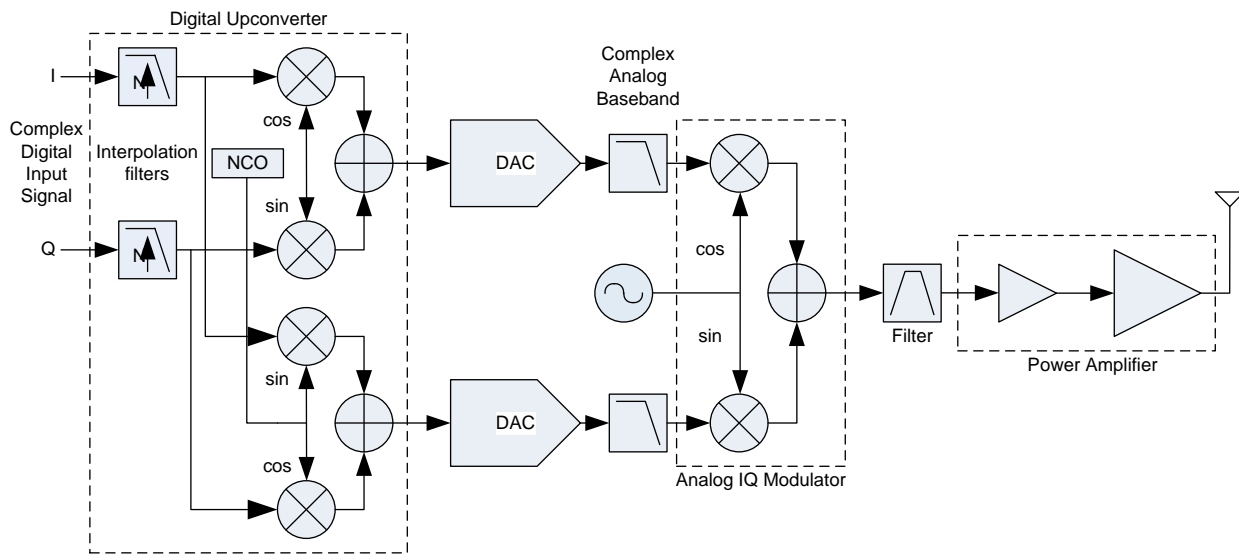 Digital Upconverter
I
N
cos
Complex
Digital
Input
Signal
Interpolation
filters
NCO
sin
Q
N
sin
cos
DAC
DAC
Complex
Analog
Baseband
cos
sin
Analog IQ Modulator
Filter
Power Amplifier